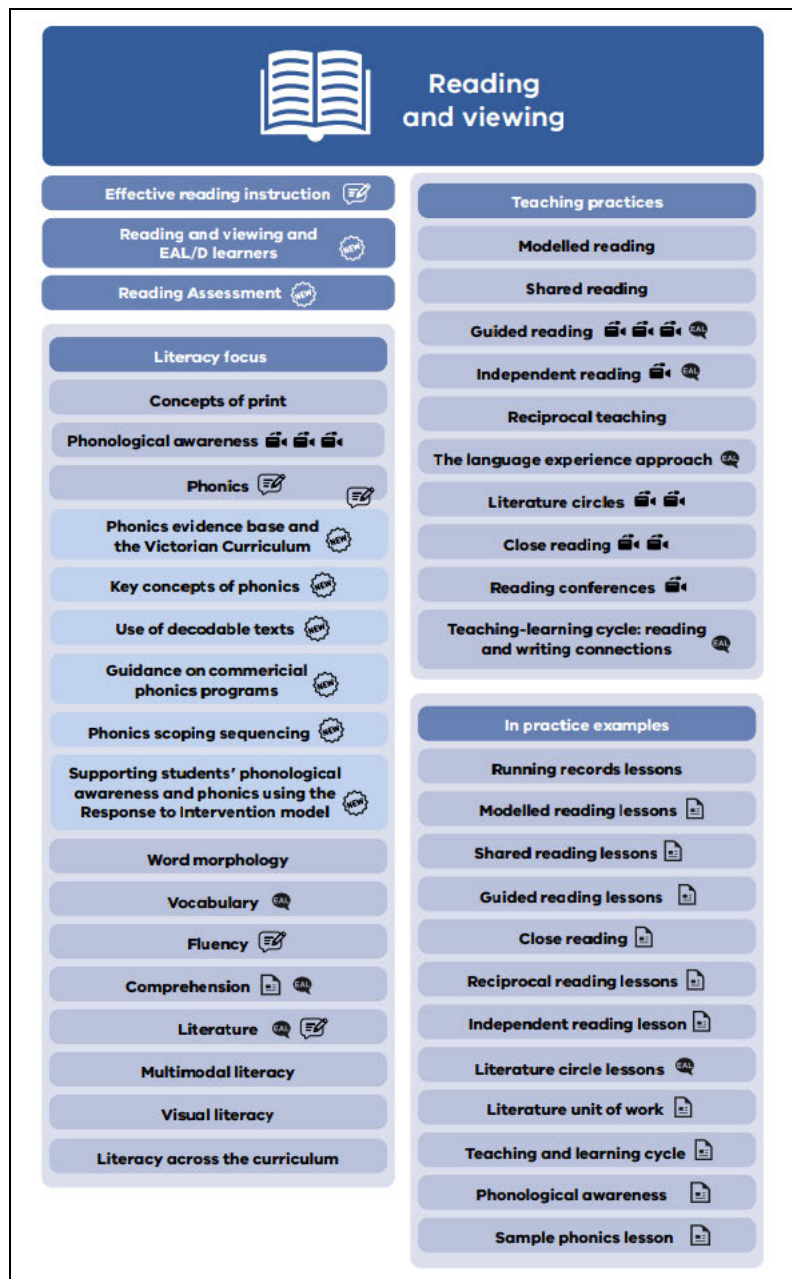 Reading
and viewing
Effective reading instruction
Reading and viewing and
EAL/D learners NEW
Reading Assessment NEW
Literacy focus
Concepts of print
Phonological awareness
Phonics
Phonics evidence base and
the Victorian Curriculum NEW
Key concepts of phonics NEW
Use of decodable texts NEW
Guidance on commericial
phonics programs NEW
Phonics scoping sequencing NEW
Supporting students’ phonological
awareness and phonics using the
Response to Intervention model NEW
Word morphology
Vocabulary EAL
Fluency
Comprehension EAL
Literature EAL
Multimodal literacy
Visual literacy
Literacy across the curriculum
Teaching practices
Modelled reading
Shared reading
Guided reading EAL
Independent reading EAL
Reciprocal teaching
The language experience approach EAL
Literature circles
Close reading
Reading conferences
Teaching-learning cycle: reading
and writing connections EAL
In practice examples
Running records lessons
Modelled reading lessons
Shared reading lessons
Guided reading lessons
Close reading
Reciprocal reading lessons
Independent reading lesson
Literature circle lessons EAL
Literature unit of work
Teaching and learning cycle
Phonological awareness
Sample phonics lesson